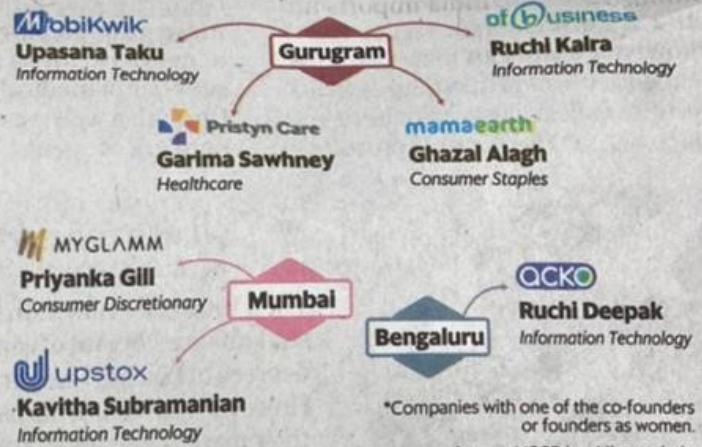 MobiKwik
Upasana Taku
Information Technology
Gurugram
of(b)usiness
Ruchi Kalra
Information Technology
Pristyn Care
Garima Sawhney
Healthcare
mamaearth
Ghazal Alagh
Consumer Staples
MYGLAMM
Priyanka Gill
Consumer Discretionary
Mumbai
upstox
Kavitha Subramanian
Information Technology
Bengaluru
acko
Ruchi Deepak
Information Technology
*Companies with one of the co-founders
or founders as women.